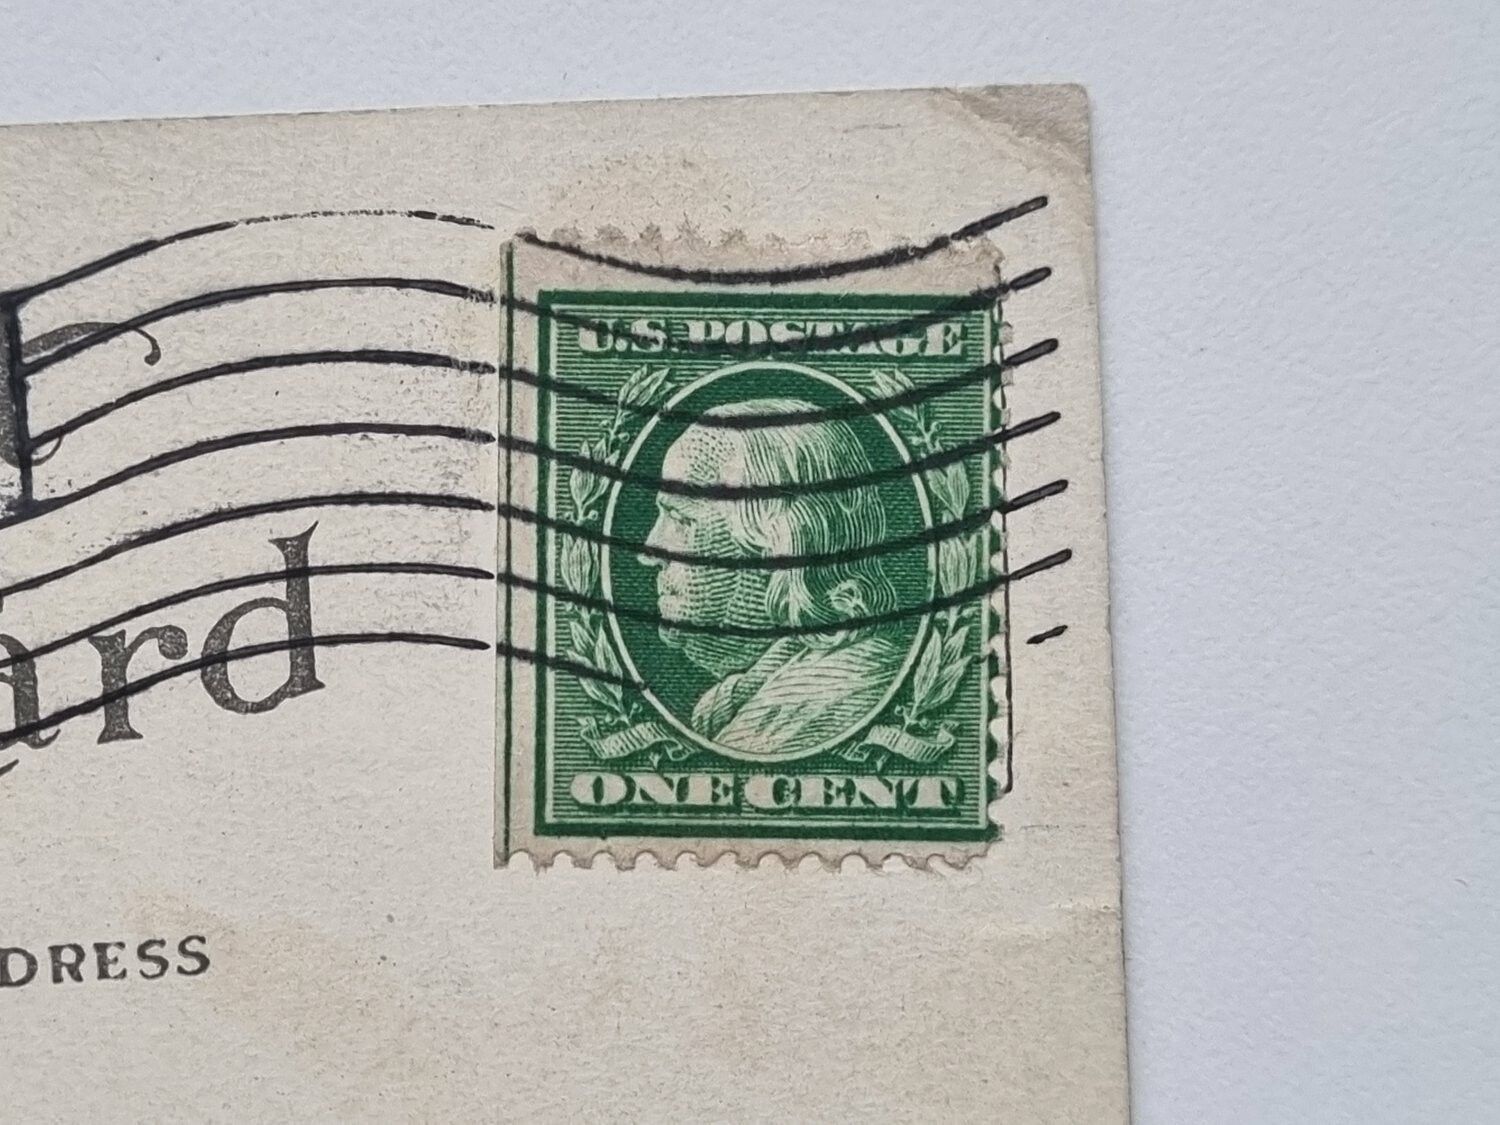 U.S. POSTAGE
ard
ONE CENT
DRESS